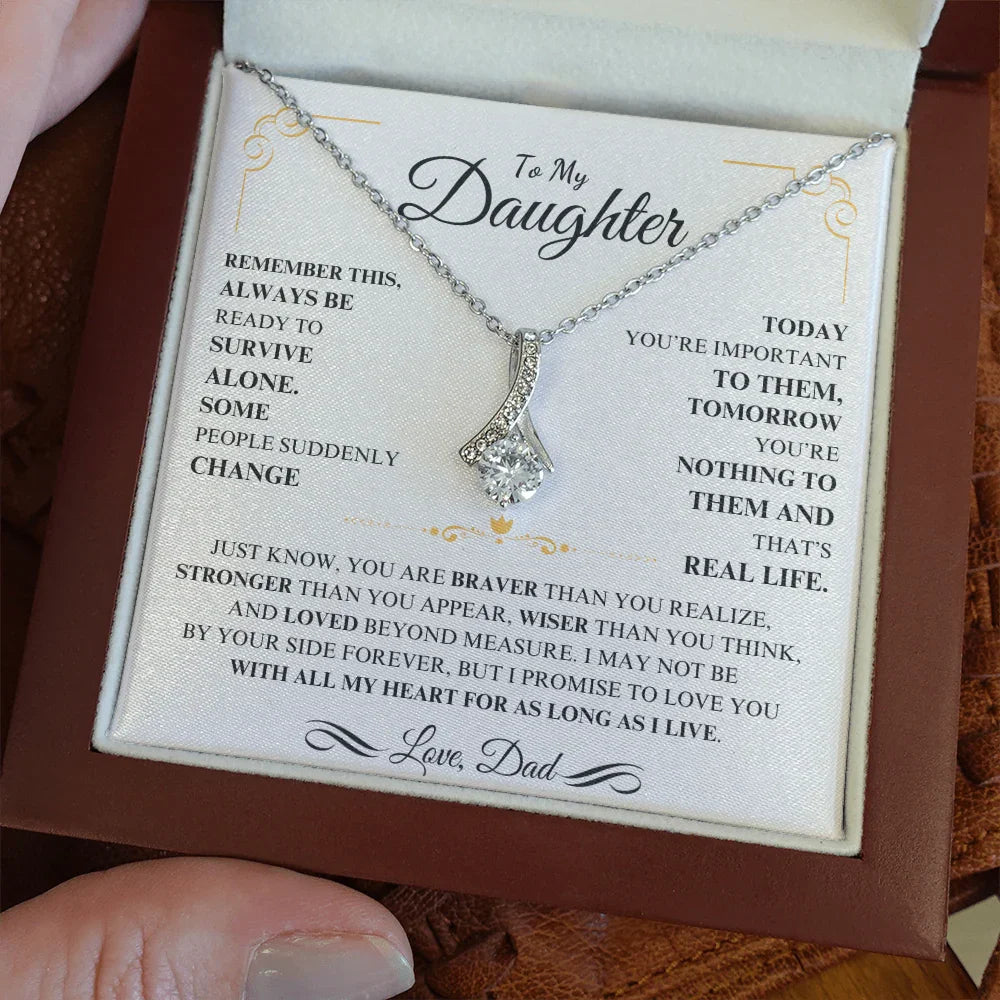 To My
Daughter
REMEMBER THIS,
ALWAYS BE
READY TO
SURVIVE
ALONE.
SOME
PEOPLE SUDDENLY
CHANGE
TODAY
YOU'RE IMPORTANT
TO THEM,
TOMORROW
YOU'RE
NOTHING TO
THEM AND
THAT'S
REAL LIFE.
JUST KNOW, YOU ARE BRAVER THAN YOU REALIZE,
STRONGER THAN YOU APPEAR, WISER THAN YOU THINK,
AND LOVED BEYOND MEASURE. I MAY NOT BE
BY YOUR SIDE FOREVER, BUT I PROMISE TO LOVE YOU
WITH ALL MY HEART FOR AS LONG AS I LIVE.
Love, Dad